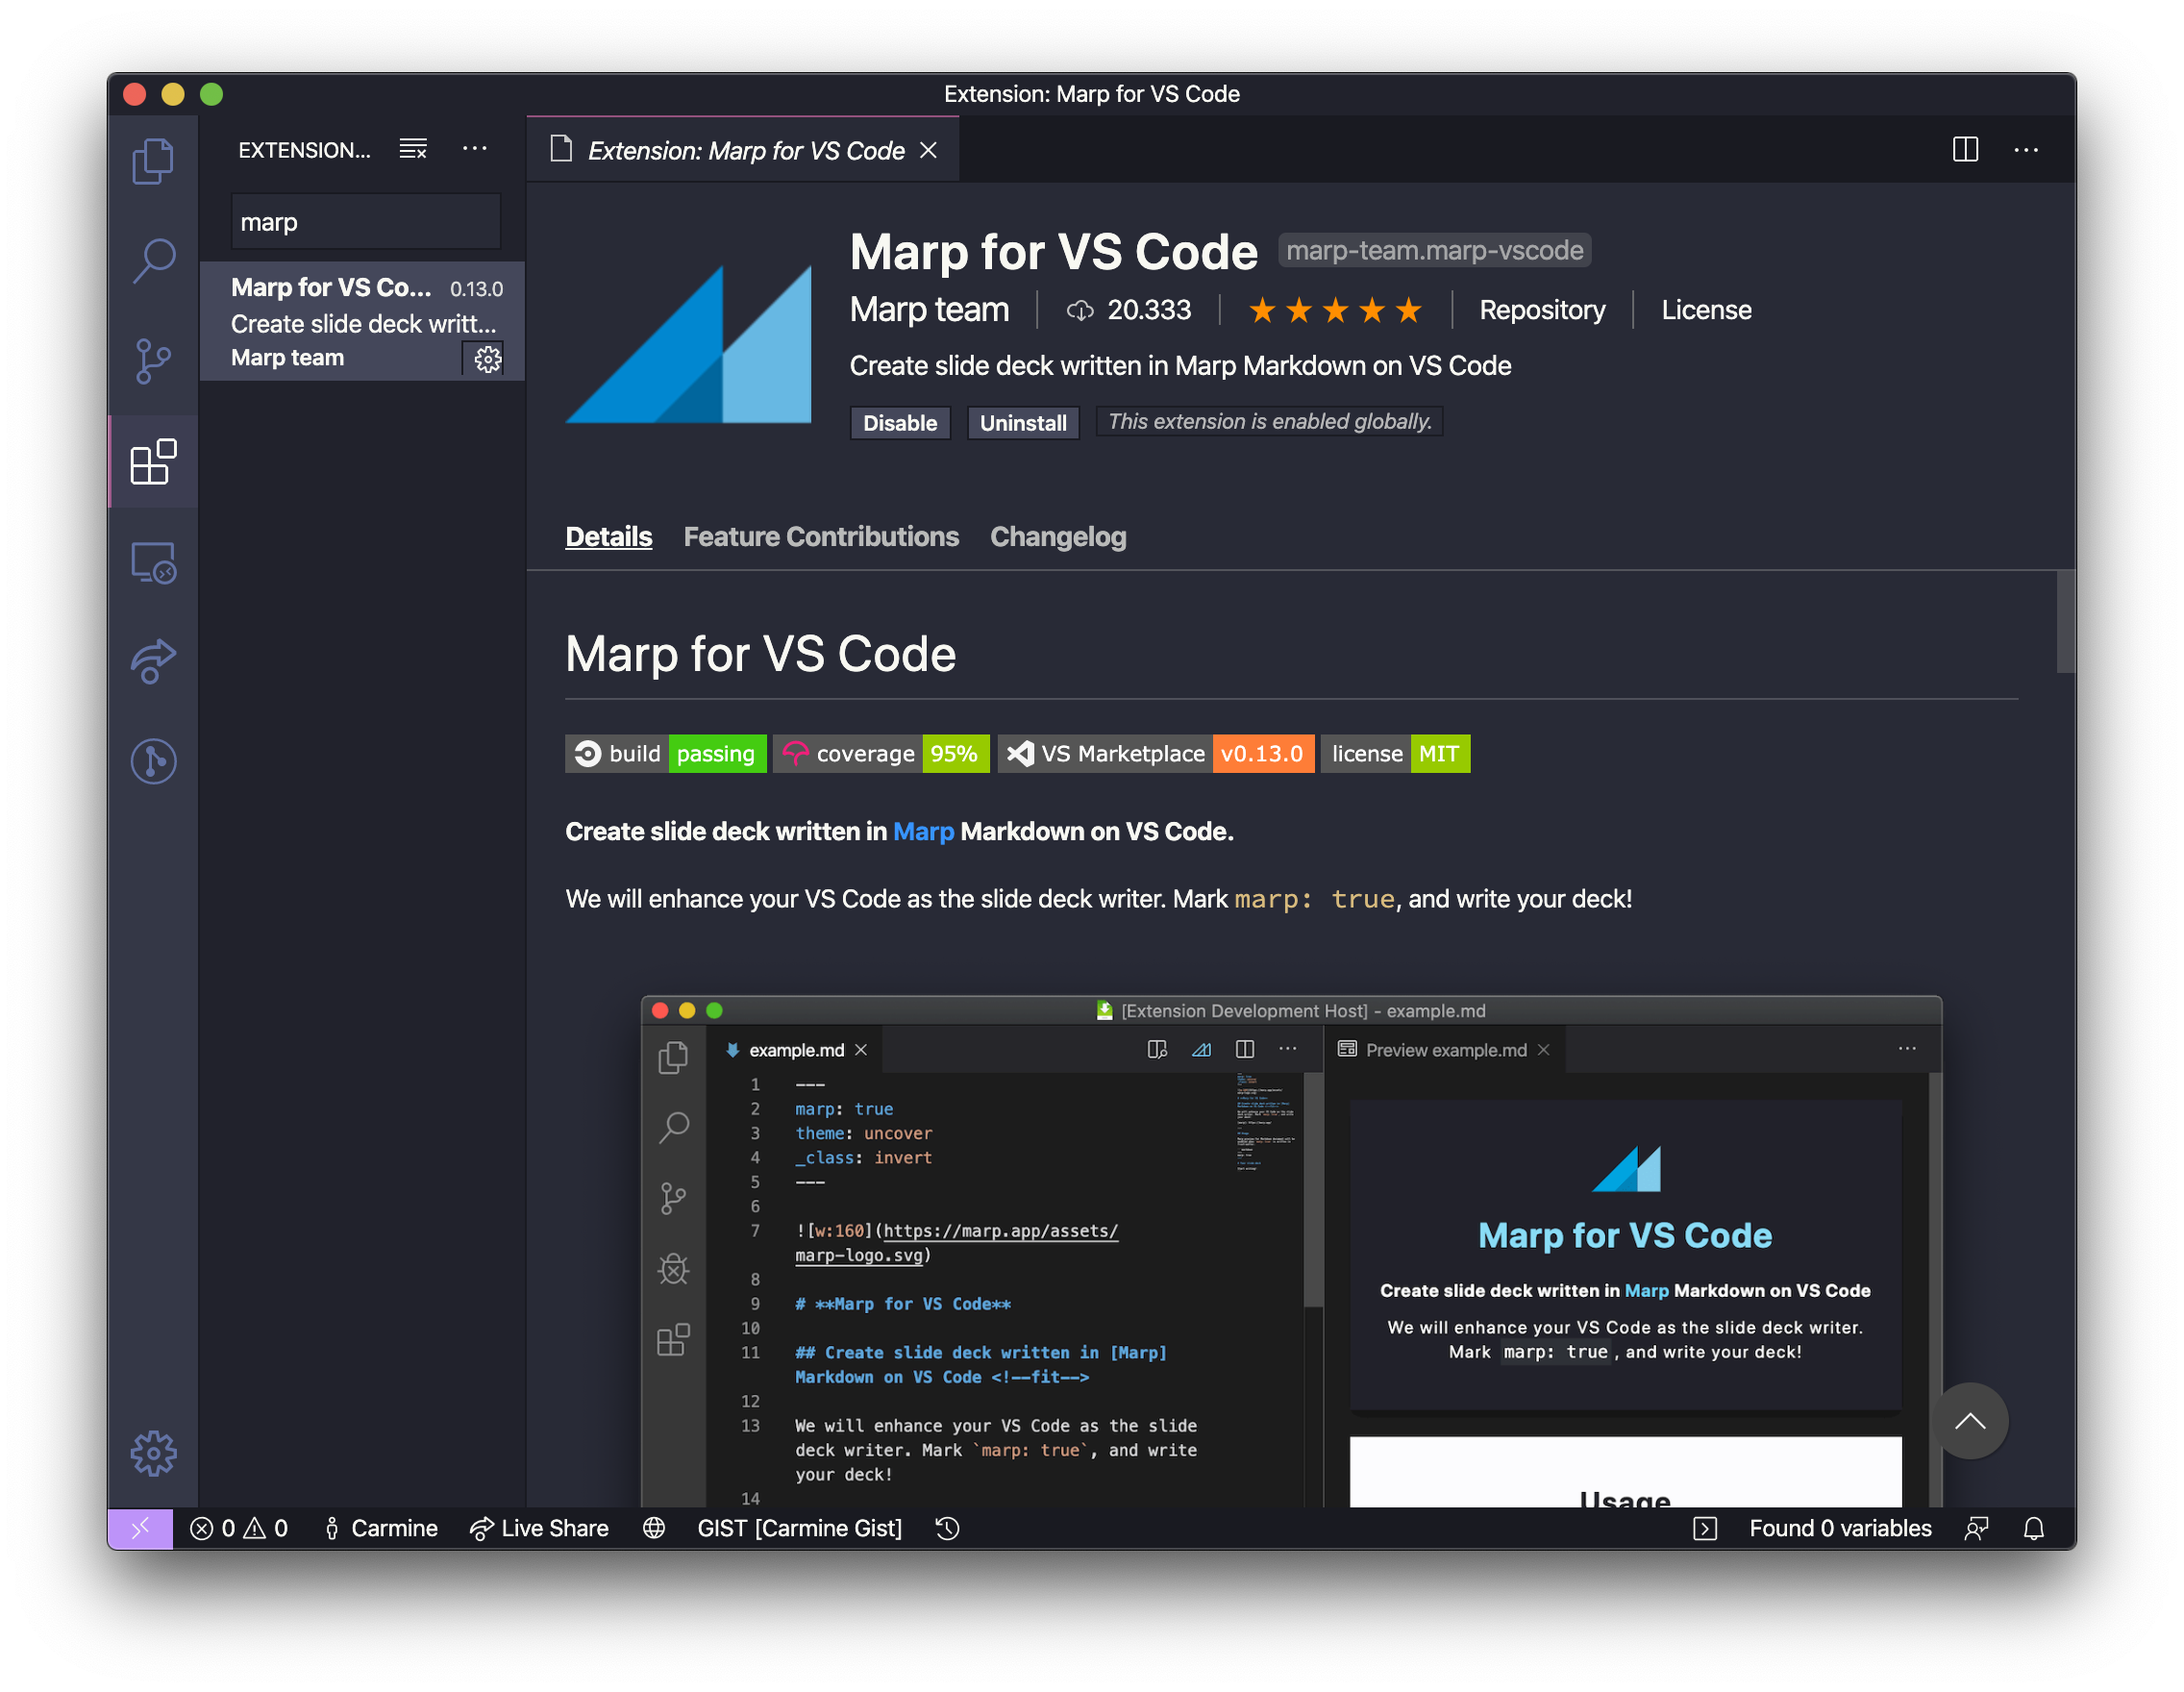 Extension: Marp for VS Code
EXTENSION...
Extension: Marp for VS Code
marp
Marp for VS Co... 0.13.0
Create slide deck writt...
Marp team
Marp for VS Code marp-team.marp-vscode
Marp team 20.333 Repository License
Create slide deck written in Marp Markdown on VS Code
Disable Uninstall This extension is enabled globally.
Details Feature Contributions Changelog
Marp for VS Code
build passing coverage 95% VS Marketplace v0.13.0 license MIT
Create slide deck written in Marp Markdown on VS Code.
We will enhance your VS Code as the slide deck writer. Mark marp: true, and write your deck!
[Extension Development Host] - example.md
example.md
1 ---
2 marp: true
3 theme: uncover
4 _class: invert
5 ---
6
7 ![w:160](https://marp.app/assets/
marp-logo.svg)
8
9 # **Marp for VS Code**
10
11 ## Create slide deck written in [Marp]
Markdown on VS Code <!--fit-->
12
13 We will enhance your VS Code as the slide
deck writer. Mark `marp: true`, and write
your deck!
14
Preview example.md
Marp for VS Code
Create slide deck written in Marp Markdown on VS Code
We will enhance your VS Code as the slide deck writer.
Mark marp: true, and write your deck!
Usage
0 0 Carmine Live Share GIST [Carmine Gist] Found 0 variables